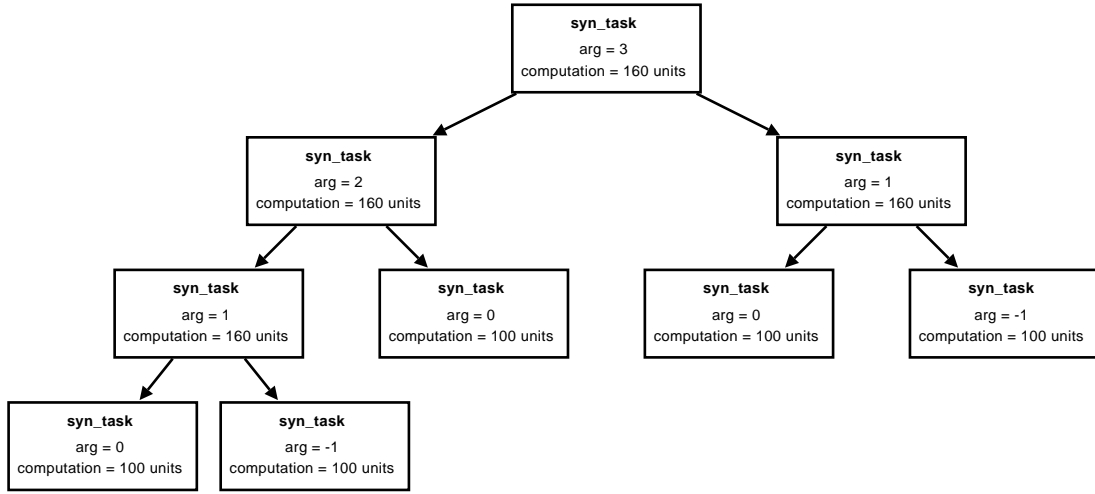 syn_task
arg = 3
computation = 160 units
syn_task
arg = 2
computation = 160 units
syn_task
arg = 1
computation = 160 units
syn_task
arg = 1
computation = 160 units
syn_task
arg = 0
computation = 100 units
syn_task
arg = 0
computation = 100 units
syn_task
arg = -1
computation = 100 units
syn_task
arg = 0
computation = 100 units
syn_task
arg = -1
computation = 100 units